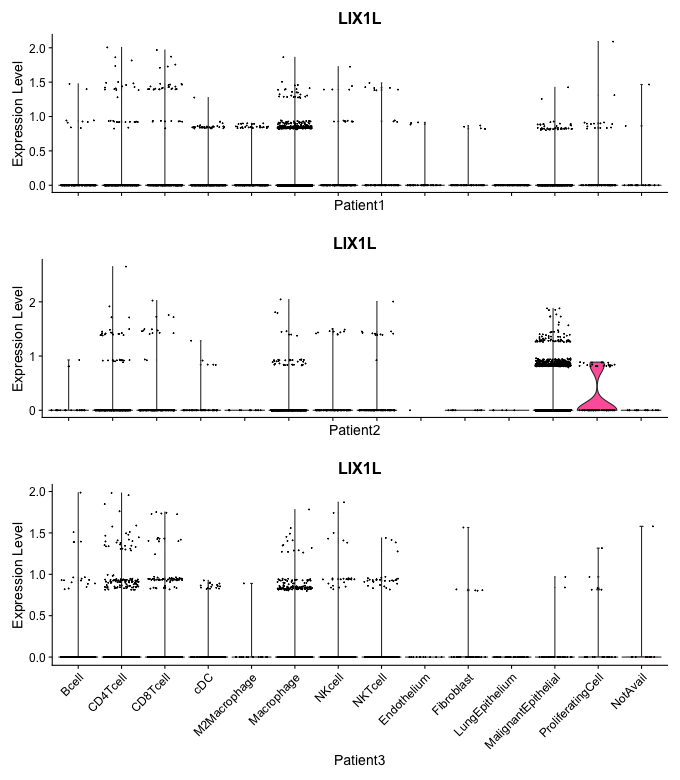 LIX1L
Expression Level
2.0
1.5
1.0
0.5
0.0
Patient1
LIX1L
Expression Level
2
1
0
Patient2
LIX1L
Expression Level
2.0
1.5
1.0
0.5
0.0
Bcell
CD4Tcell
CD8Tcell
cDC
M2Macrophage
Macrophage
NKcell
NKTcell
Endothelium
Fibroblast
LungEpithelium
MalignantEpithelial
ProliferatingCell
NotAvail
Patient3